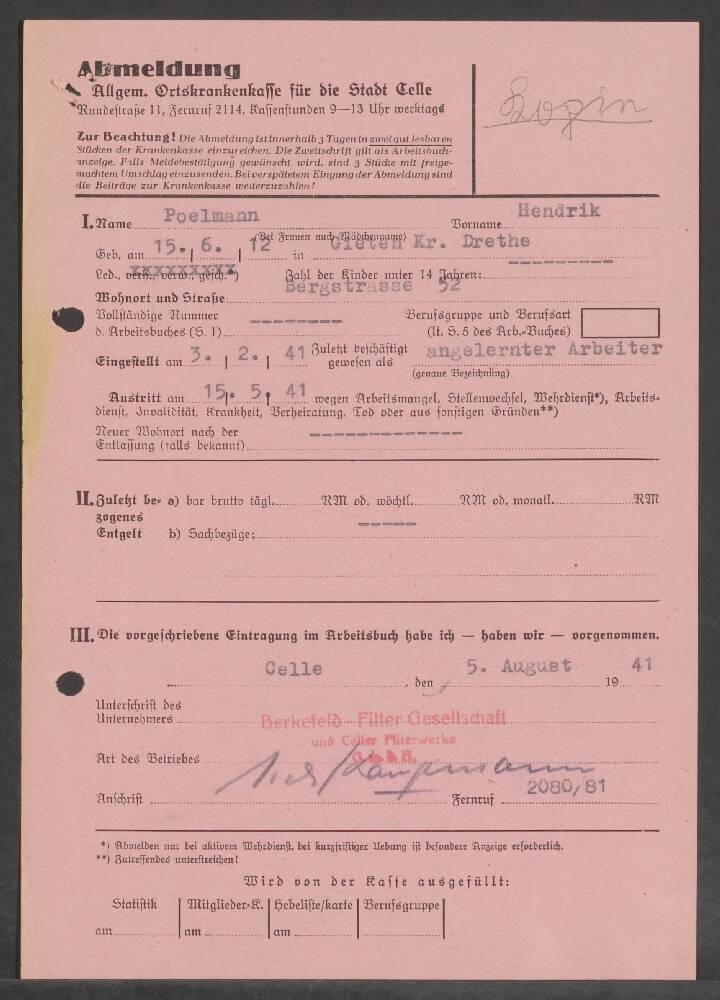 Abmeldung
Allgem. Ortskrankenkasse für die Stadt Celle
Rundestraße 11, Fernruf 2114, Kassenstunden 9—13 Uhr werktags
Zur Beachtung! Die Abmeldung ist innerhalb 3 Tagen in zwei gut lesbaren
Stücken der Krankenkasse einzureichen. Die Zweitschrift gilt als Arbeitsbuch-
anzeige. Falls Meldebestätigung gewünscht wird, sind 3 Stücke mit freige-
machtem Umschlag einzusenden. Bei verspätetem Eingang der Abmeldung sind
die Beiträge zur Krankenkasse weiterzuzahlen!
Kopin
I. Name Poelmann Vorname Hendrik
(Bei Frauen auch Mädchenname)
Geb. am 15. 6. 12 in Gieten Kr. Drethe
Led., verh., verw., gesch.*) Zahl der Kinder unter 14 Jahren: ---------
Wohnort und Straße Bergstrasse 52
Vollständige Nummer d. Arbeitsbuches (S. 1) --------- Berufsgruppe und Berufsart (lt. S. 5 des Arb.-Buches)
Eingestellt am 3. 2. 41 Zuletzt beschäftigt gewesen als angelernter Arbeiter
(genaue Bezeichnung)
Austritt am 15. 5. 41 wegen Arbeitsmangel, Stellenwechsel, Wehrdienst*), Arbeits-
dienst, Invalidität, Krankheit, Verheiratung, Tod oder aus sonstigen Gründen**)
Neuer Wohnort nach der
Entlassung (falls bekannt) -------------
II. Zuletzt be- a) bar brutto tägl. RM od. wöchtl. RM od. monatl. RM
zogenes
Entgelt b) Sachbezüge: -----
III. Die vorgeschriebene Eintragung im Arbeitsbuch habe ich — haben wir — vorgenommen.
Celle, den 5. August 19 41
Unterschrift des
Unternehmers Berkefeld-Filter Gesellschaft
und Celler Filterwerke
Art des Betriebes G.m.b.H.
Anschrift Fernruf 2080/81
*) Abmelden nur bei aktivem Wehrdienst, bei kurzfristiger Uebung ist besondere Anzeige erforderlich.
**) Zutreffendes unterstreichen!
Wird von der Kasse ausgefüllt:
Statistik Mitglieder-K. Hebeliste/karte Berufsgruppe
am am am